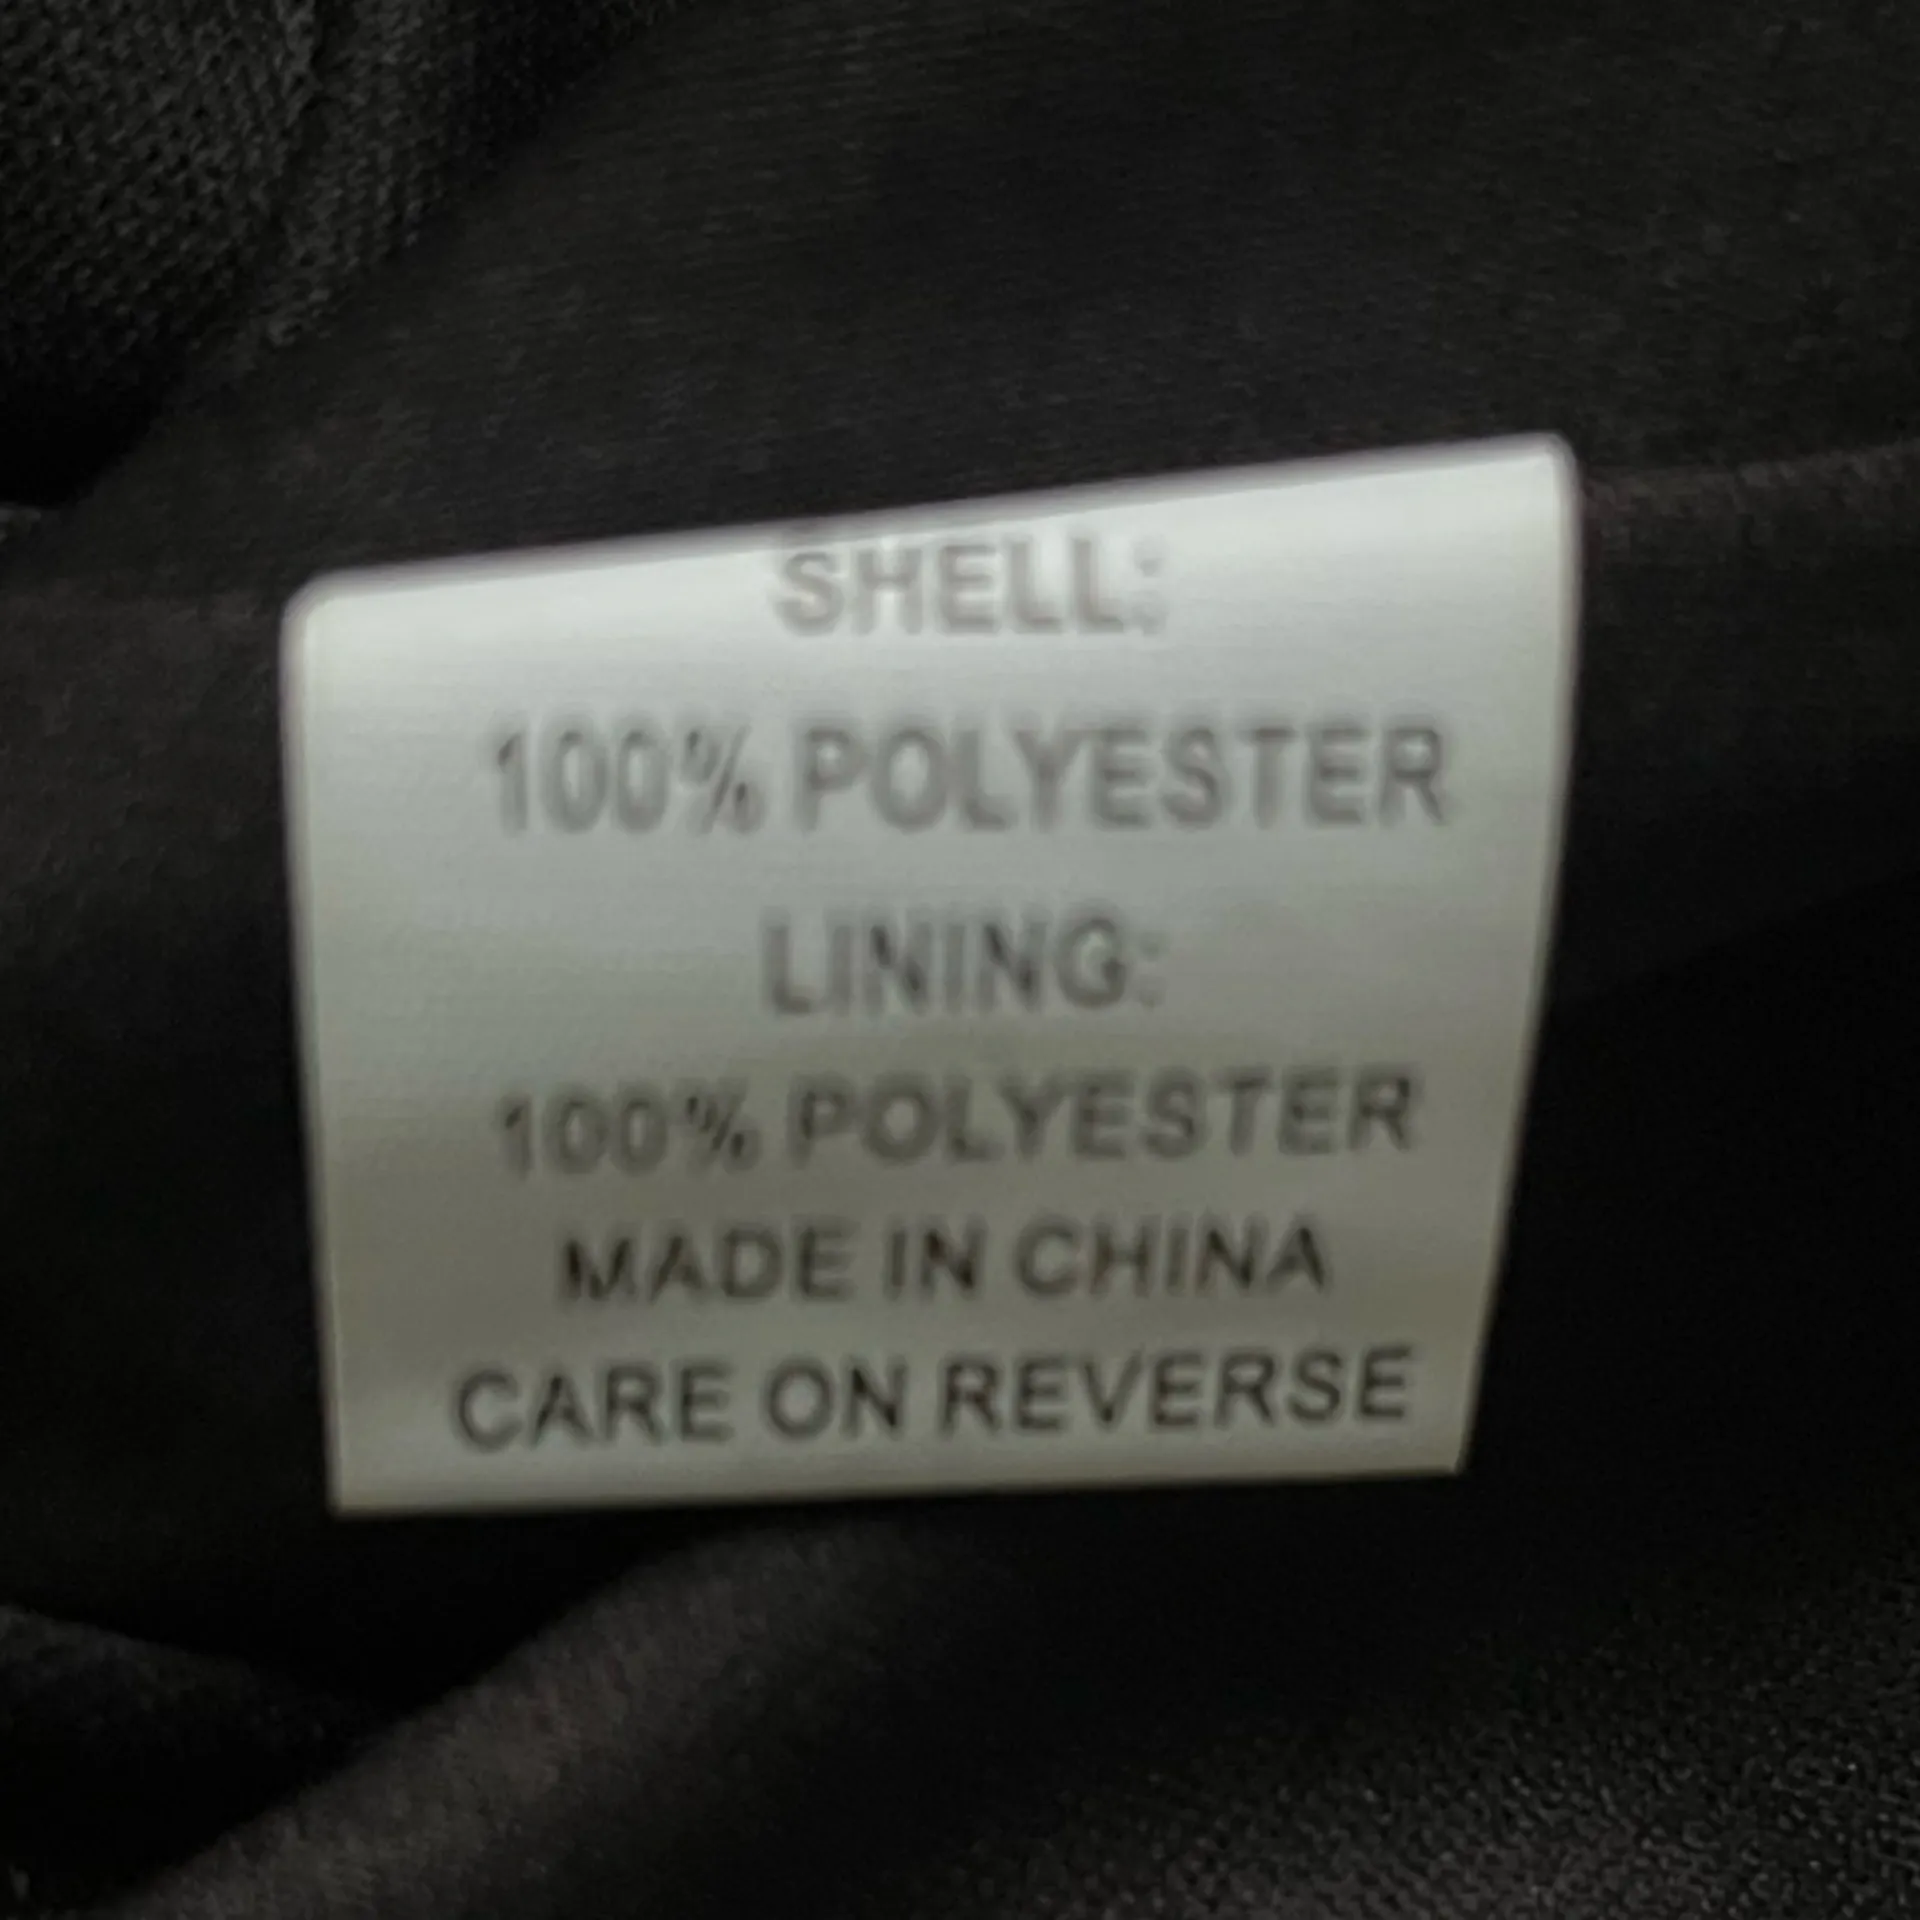 SHELL:
100% POLYESTER
LINING:
100% POLYESTER
MADE IN CHINA
CARE ON REVERSE